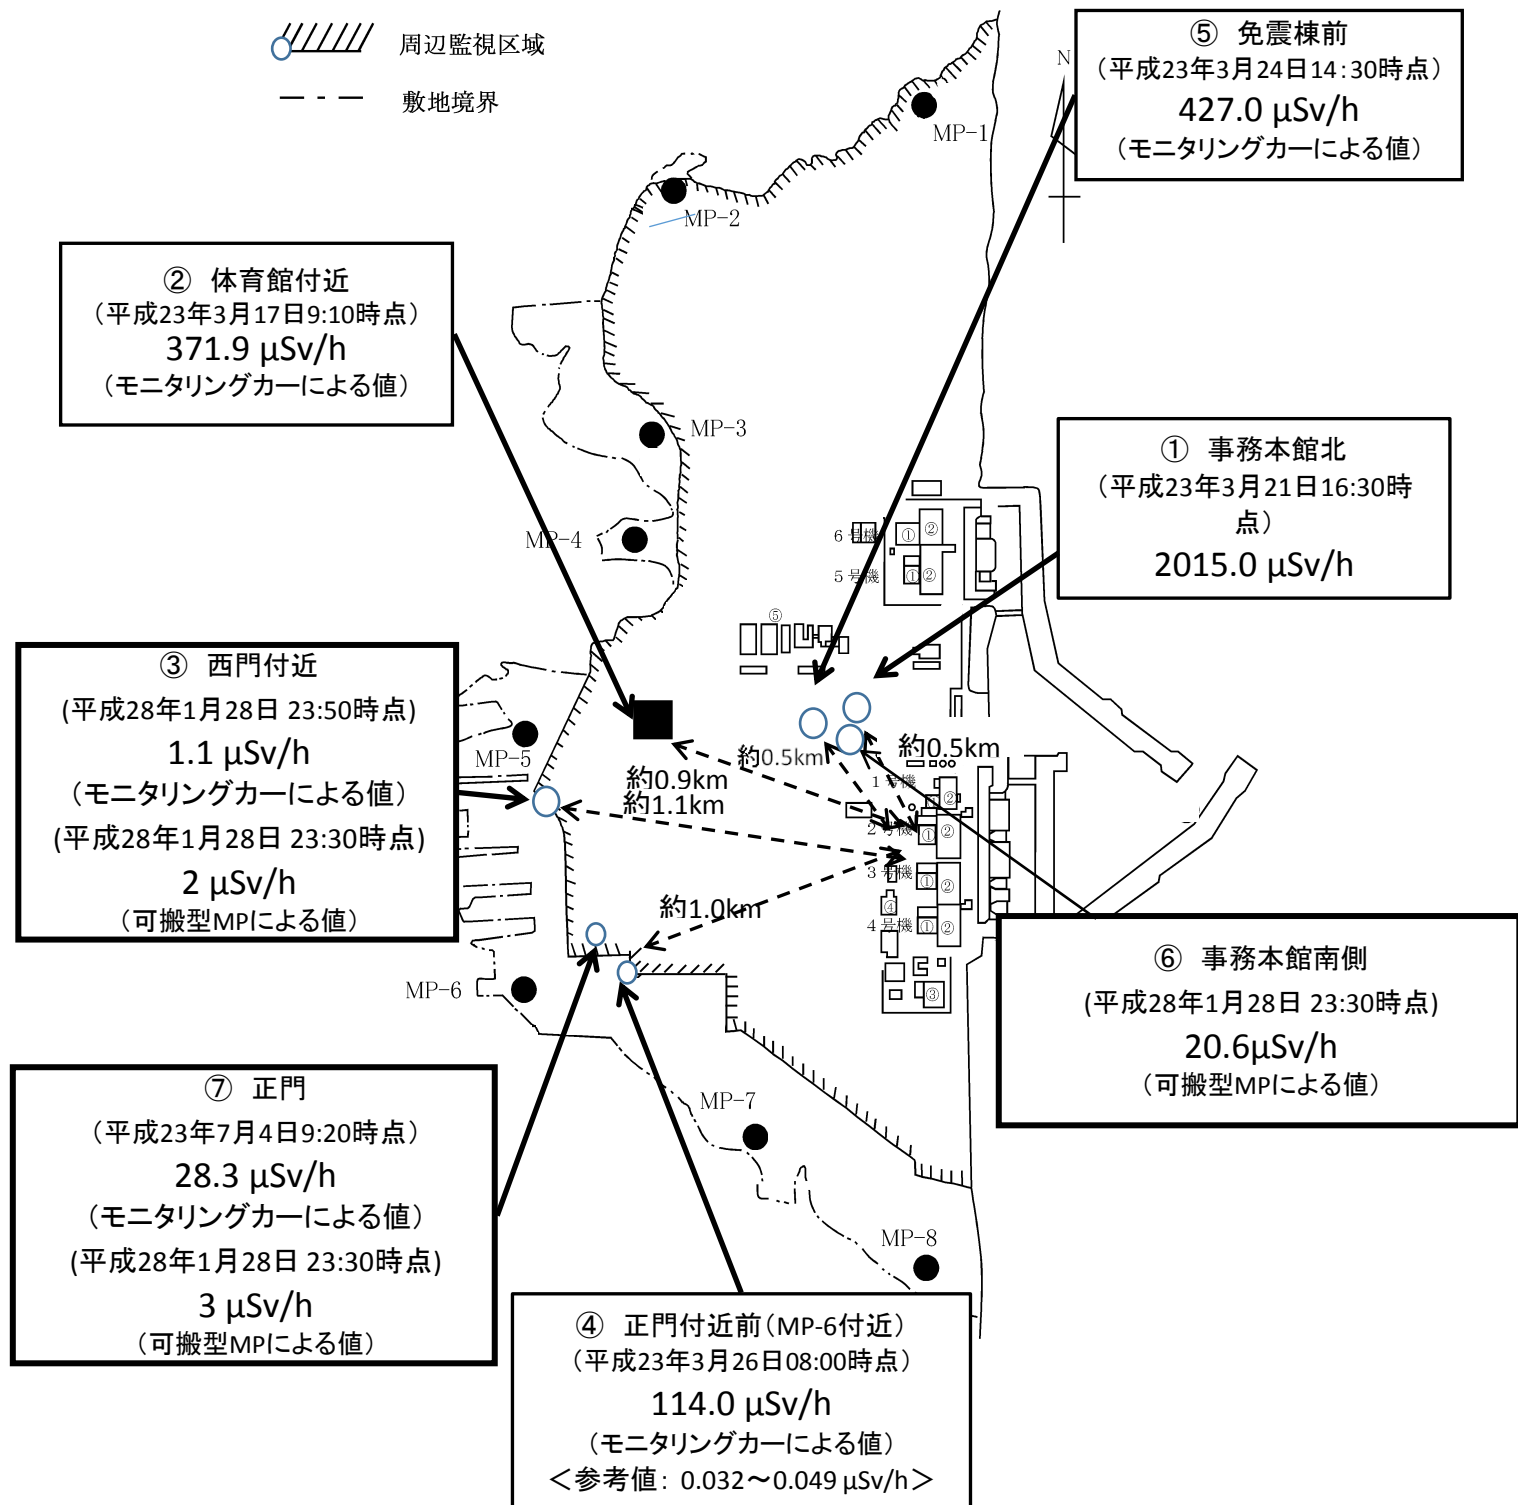 周辺監視区域
敷地境界
⑤ 免震棟前
（平成23年3月24日14:30時点）
427.0 μSv/h
（モニタリングカーによる値）
N
MP-1
MP-2
② 体育館付近
（平成23年3月17日9:10時点）
371.9 μSv/h
（モニタリングカーによる値）
MP-3
① 事務本館北
（平成23年3月21日16:30時
点）
2015.0 μSv/h
MP-4
6号機
①
②
5号機
①
②
⑤
③ 西門付近
(平成28年1月28日 23:50時点)
1.1 μSv/h
（モニタリングカーによる値）
(平成28年1月28日 23:30時点)
2 μSv/h
（可搬型MPによる値）
MP-5
約0.5km
約0.5km
約0.9km
約1.1km
1号機
①
②
2号機
①
②
3号機
①
②
④
4号機
①
②
約1.0km
③
MP-6
⑥ 事務本館南側
(平成28年1月28日 23:30時点)
20.6μSv/h
（可搬型MPによる値）
⑦ 正門
（平成23年7月4日9:20時点）
28.3 μSv/h
（モニタリングカーによる値）
(平成28年1月28日 23:30時点)
3 μSv/h
（可搬型MPによる値）
MP-7
MP-8
④ 正門付近前（MP-6付近）
（平成23年3月26日08:00時点）
114.0 μSv/h
（モニタリングカーによる値）
＜参考値： 0.032～0.049 μSv/h＞